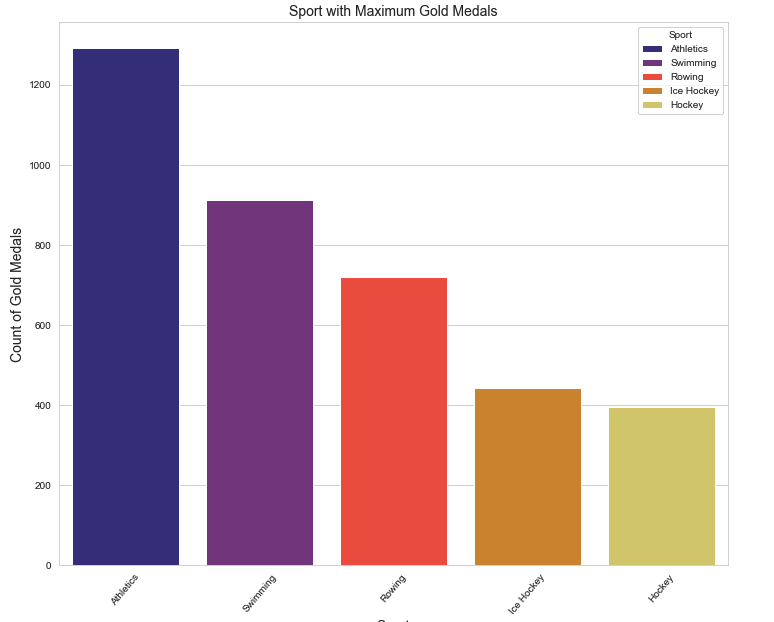 Sport with Maximum Gold Medals
Sport
Athletics
Swimming
Rowing
Ice Hockey
Hockey
Count of Gold Medals
1200
1000
800
600
400
200
0
Athletics
Swimming
Rowing
Ice Hockey
Hockey